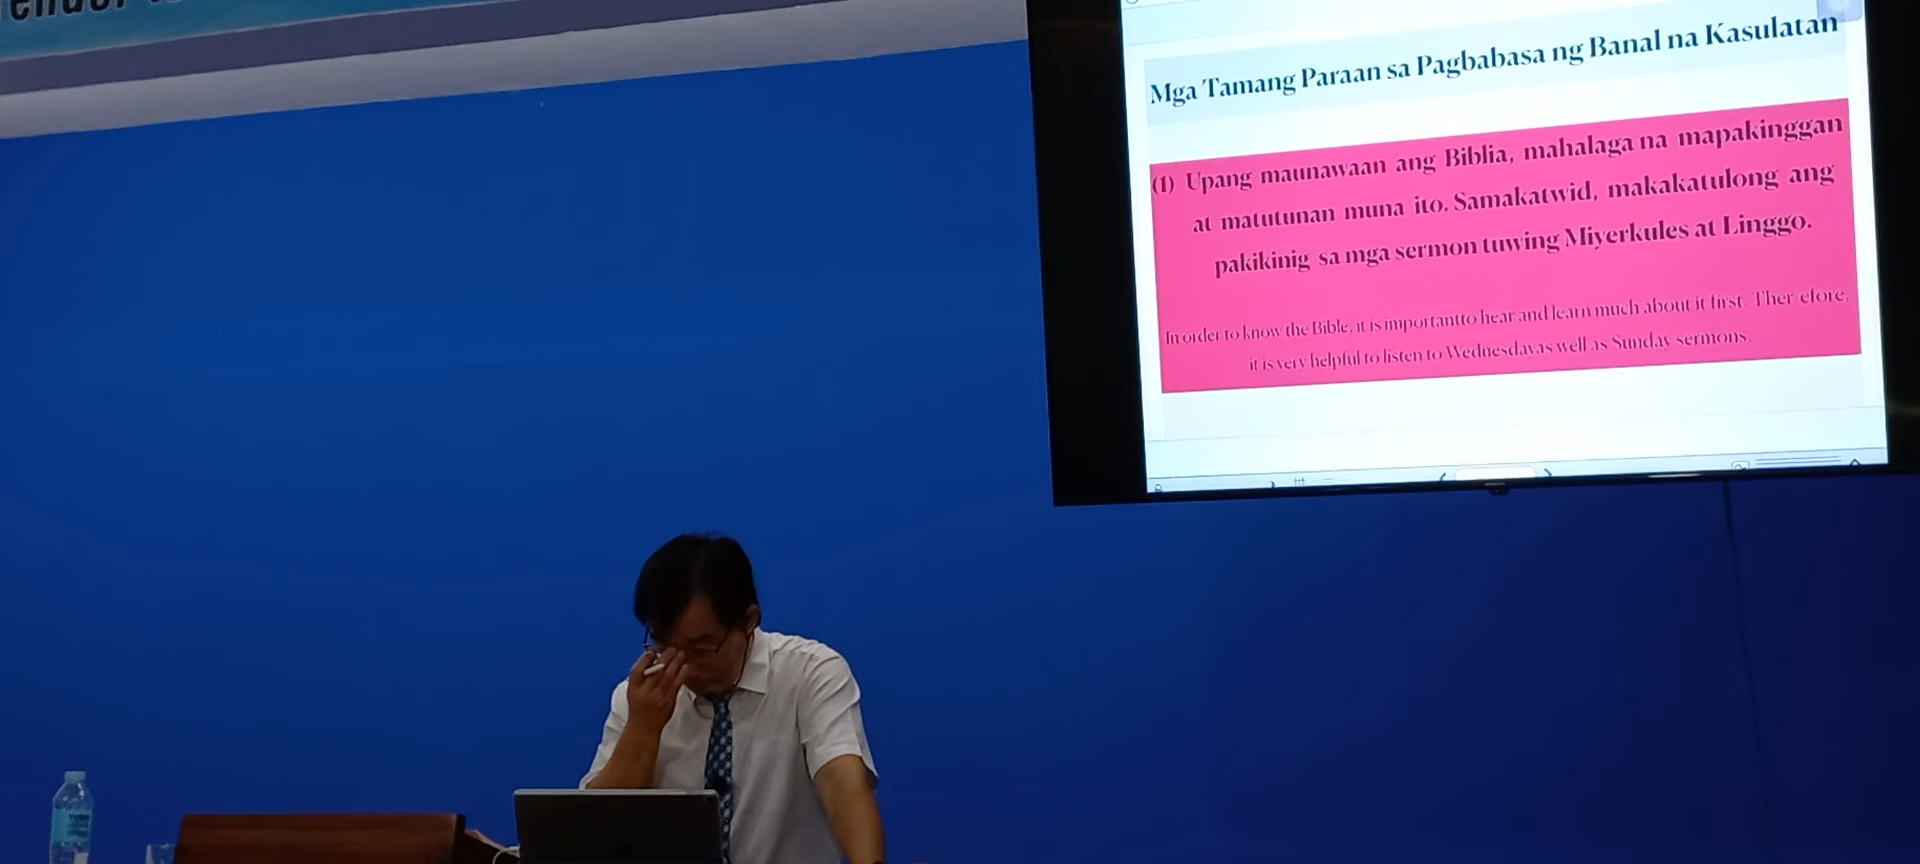 Mga Tamang Paraan sa Pagbabasa ng Banal na Kasulatan
(1) Upang maunawaan ang Biblia, mahalaga na mapakinggan
at matutunan muna ito. Samakatwid, makakatulong ang
pakikinig sa mga sermon tuwing Miyerkules at Linggo.
In order to know the Bible, it is importantto hear and learn much about it first. Ther efore,
it is very helpful to listen to Wednesdayas well as Sunday sermons.